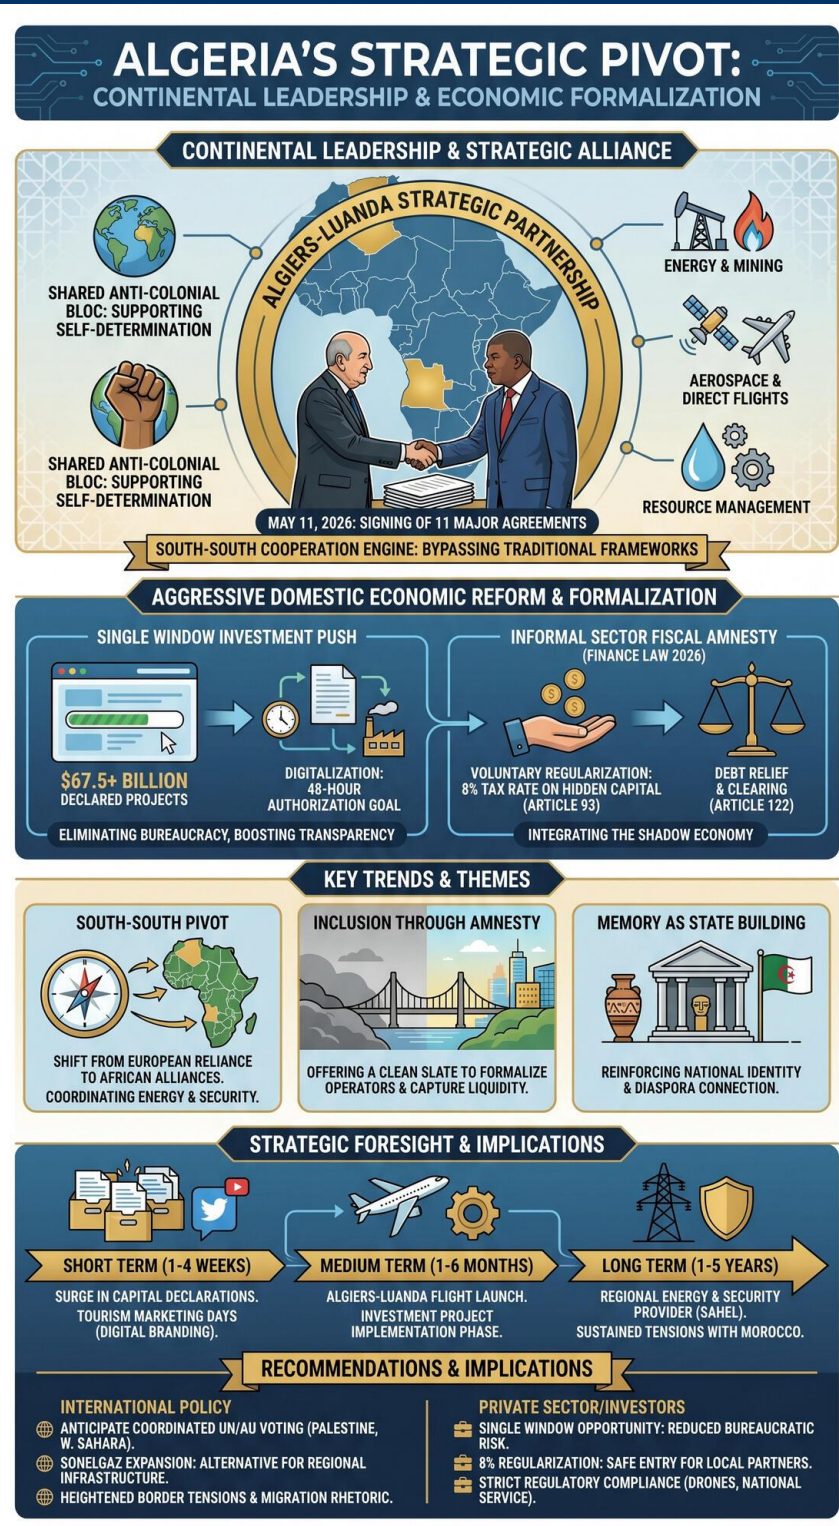 ALGERIA'S STRATEGIC PIVOT:
CONTINENTAL LEADERSHIP & ECONOMIC FORMALIZATION
CONTINENTAL LEADERSHIP & STRATEGIC ALLIANCE
ALGIERS-LUANDA STRATEGIC PARTNERSHIP
SHARED ANTI-COLONIAL
BLOC: SUPPORTING
SELF-DETERMINATION
SHARED ANTI-COLONIAL
BLOC: SUPPORTING
SELF-DETERMINATION
ENERGY & MINING
AEROSPACE &
DIRECT FLIGHTS
RESOURCE MANAGEMENT
MAY 11, 2026: SIGNING OF 11 MAJOR AGREEMENTS
SOUTH-SOUTH COOPERATION ENGINE: BYPASSING TRADITIONAL FRAMEWORKS
AGGRESSIVE DOMESTIC ECONOMIC REFORM & FORMALIZATION
SINGLE WINDOW INVESTMENT PUSH
$67.5+ BILLION
DECLARED PROJECTS
DIGITALIZATION:
48-HOUR
AUTHORIZATION GOAL
ELIMINATING BUREAUCRACY, BOOSTING TRANSPARENCY
INFORMAL SECTOR FISCAL AMNESTY
(FINANCE LAW 2026)
$
$
$
VOLUNTARY REGULARIZATION:
8% TAX RATE ON HIDDEN CAPITAL
(ARTICLE 93)
DEBT RELIEF
& CLEARING
(ARTICLE 122)
INTEGRATING THE SHADOW ECONOMY
KEY TRENDS & THEMES
SOUTH-SOUTH PIVOT
SHIFT FROM EUROPEAN RELIANCE
TO AFRICAN ALLIANCES.
COORDINATING ENERGY & SECURITY.
INCLUSION THROUGH AMNESTY
OFFERING A CLEAN SLATE TO FORMALIZE
OPERATORS & CAPTURE LIQUIDITY.
MEMORY AS STATE BUILDING
REINFORCING NATIONAL IDENTITY
& DIASPORA CONNECTION.
STRATEGIC FORESIGHT & IMPLICATIONS
SHORT TERM (1-4 WEEKS)
SURGE IN CAPITAL DECLARATIONS.
TOURISM MARKETING DAYS
(DIGITAL BRANDING).
MEDIUM TERM (1-6 MONTHS)
ALGIERS-LUANDA FLIGHT LAUNCH.
INVESTMENT PROJECT
IMPLEMENTATION PHASE.
LONG TERM (1-5 YEARS)
REGIONAL ENERGY & SECURITY
PROVIDER (SAHEL).
SUSTAINED TENSIONS WITH MOROCCO.
RECOMMENDATIONS & IMPLICATIONS
INTERNATIONAL POLICY
ANTICIPATE COORDINATED UN/AU VOTING (PALESTINE,
W. SAHARA).
SONELGAZ EXPANSION: ALTERNATIVE FOR REGIONAL
INFRASTRUCTURE.
HEIGHTENED BORDER TENSIONS & MIGRATION RHETORIC.
PRIVATE SECTOR/INVESTORS
SINGLE WINDOW OPPORTUNITY: REDUCED BUREAUCRATIC
RISK.
8% REGULARIZATION: SAFE ENTRY FOR LOCAL PARTNERS.
STRICT REGULATORY COMPLIANCE (DRONES, NATIONAL
SERVICE).